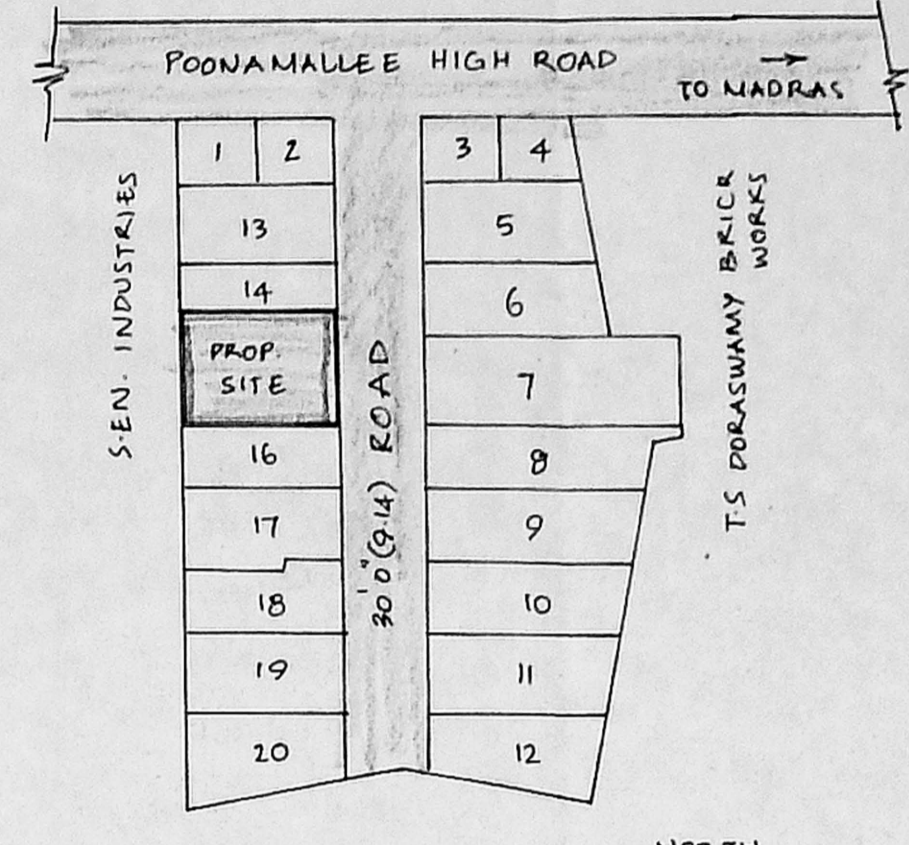 POONAMALLEE HIGH ROAD
TO MADRAS
1
2
3
4
13
5
14
6
PROP.
SITE
7
16
8
17
9
18
10
19
11
20
12
S.EN. INDUSTRIES
30'0"(9.14) ROAD
T.S DORASWAMY BRICK
WORKS